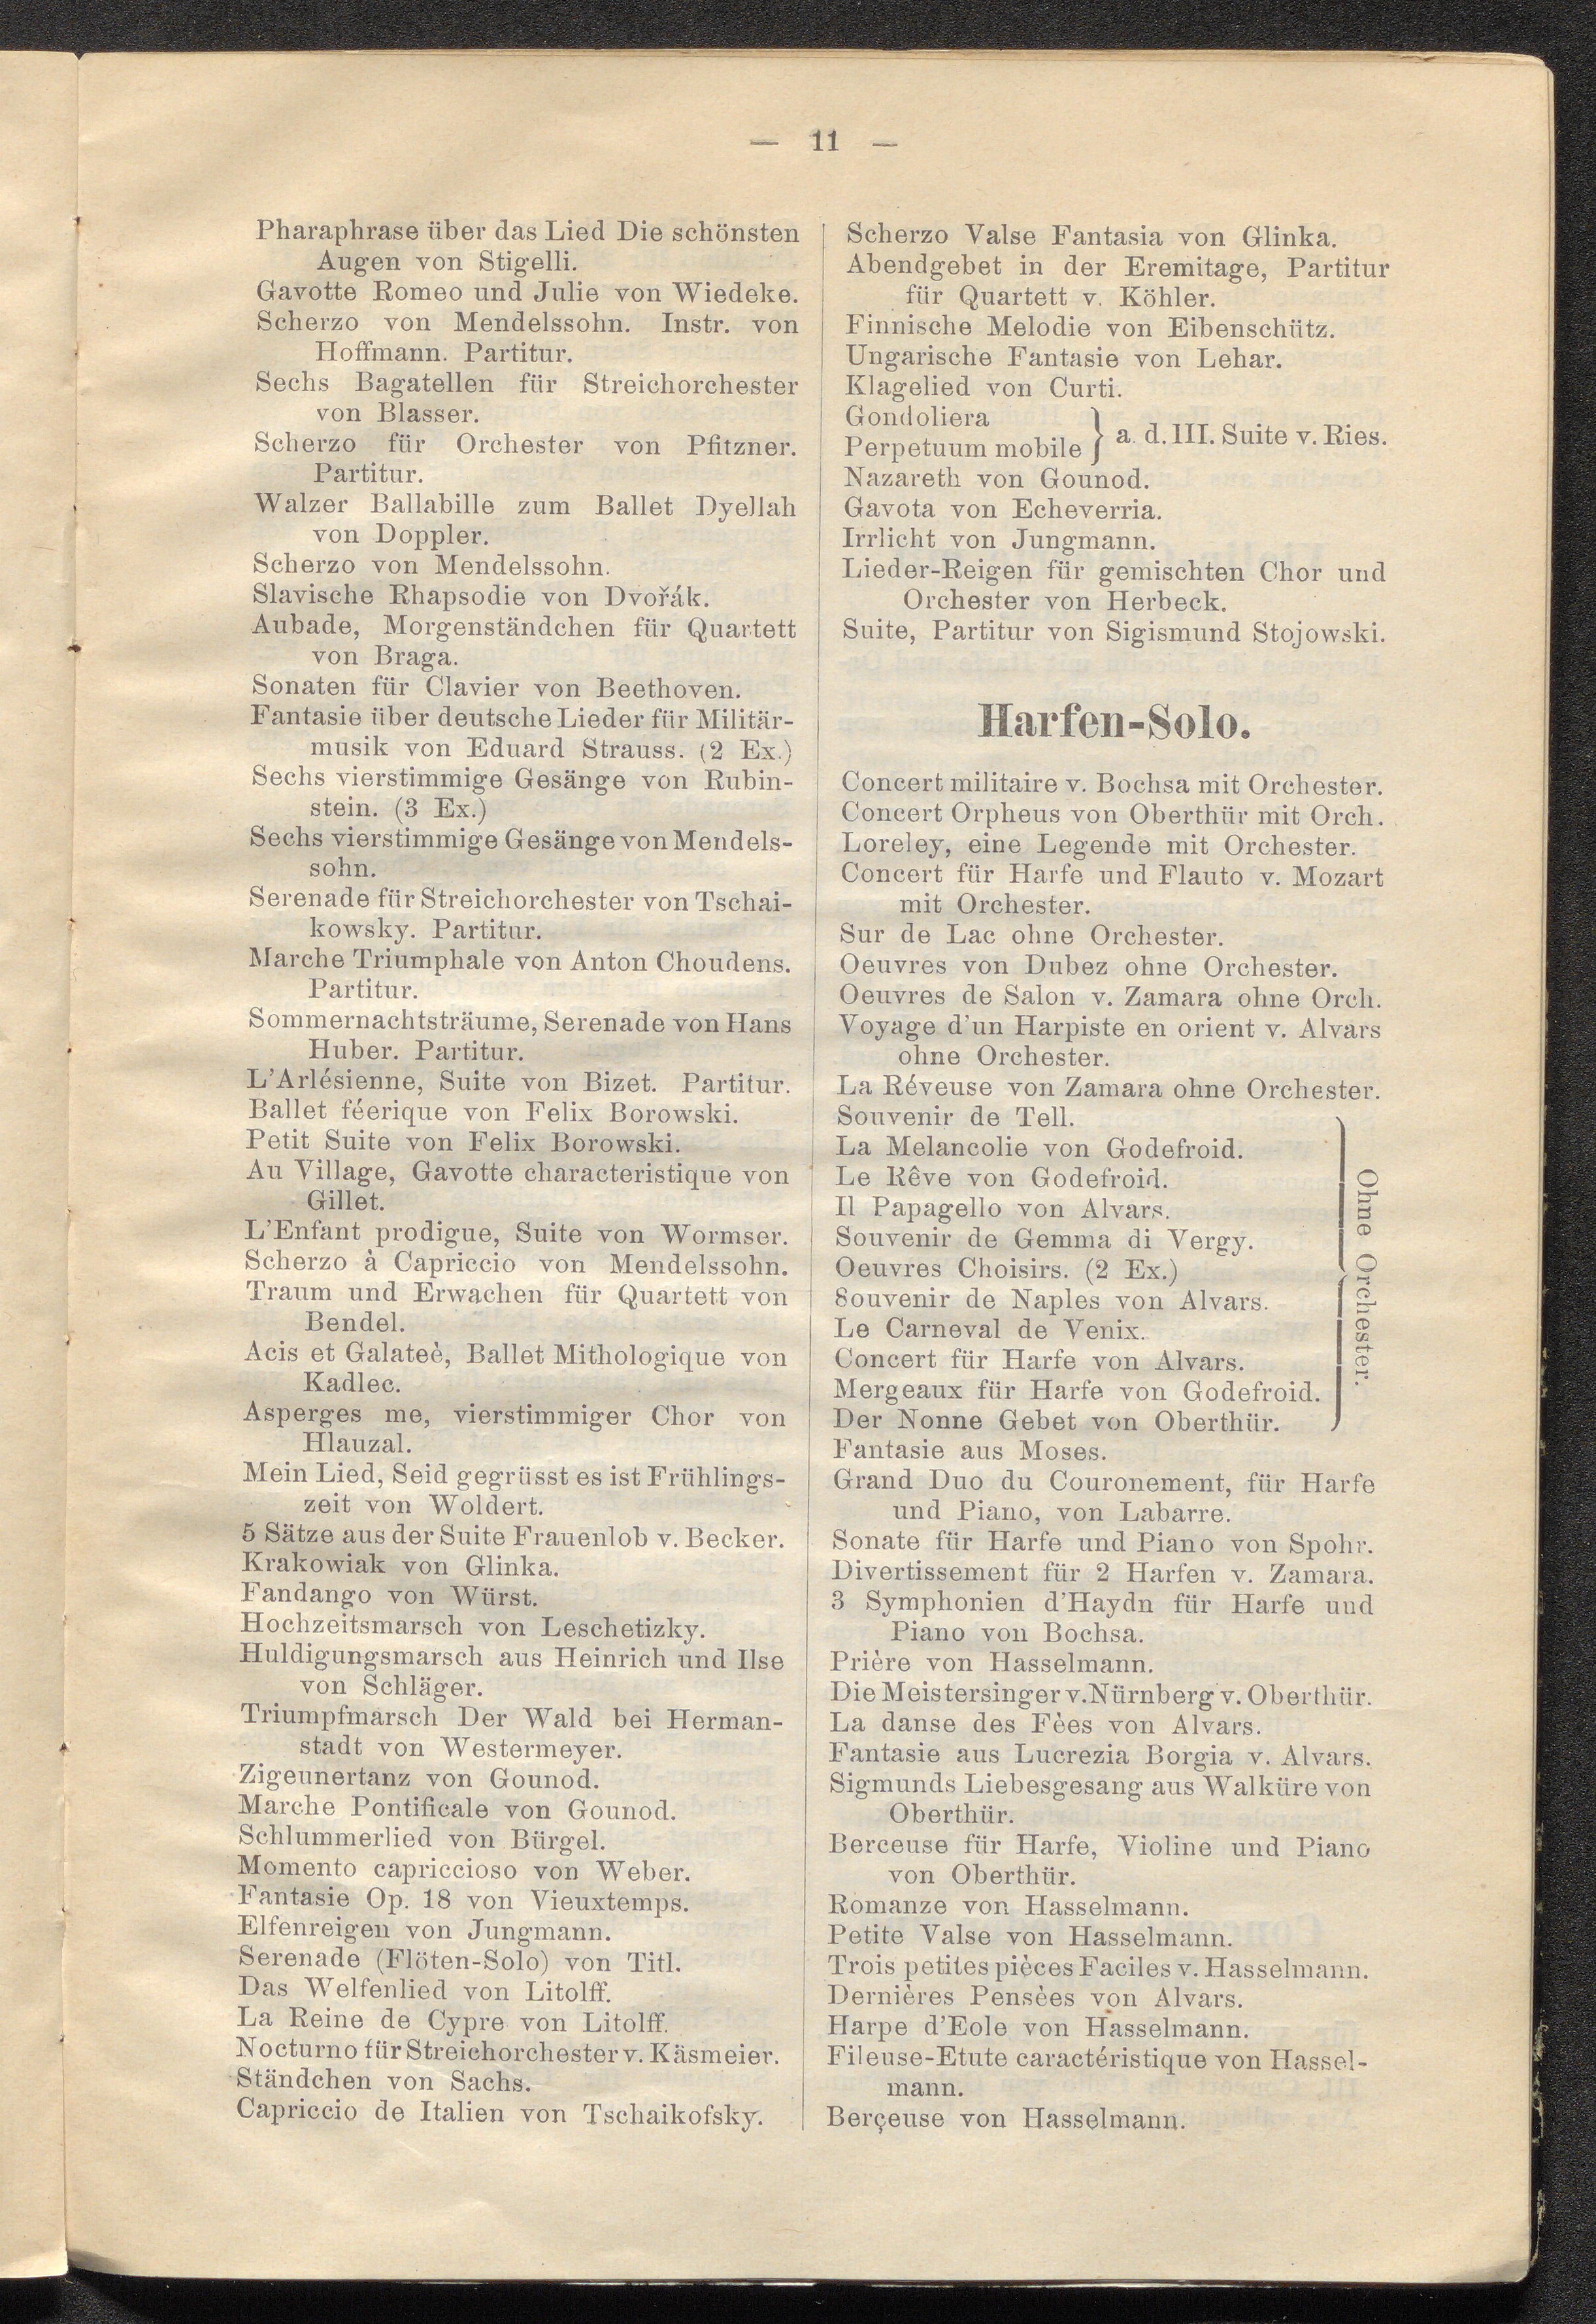 — 11 —
Pharaphrase über das Lied Die schönsten
Augen von Stigelli.
Gavotte Romeo und Julie von Wiedeke.
Scherzo von Mendelssohn. Instr. von
Hoffmann. Partitur.
Sechs Bagatellen für Streichorchester
von Blasser.
Scherzo für Orchester von Pfitzner.
Partitur.
Walzer Ballabille zum Ballet Dyellah
von Doppler.
Scherzo von Mendelssohn.
Slavische Rhapsodie von Dvořák.
Aubade, Morgenständchen für Quartett
von Braga.
Sonaten für Clavier von Beethoven.
Fantasie über deutsche Lieder für Militär-
musik von Eduard Strauss. (2 Ex.)
Sechs vierstimmige Gesänge von Rubin-
stein. (3 Ex.)
Sechs vierstimmige Gesänge von Mendels-
sohn.
Serenade für Streichorchester von Tschai-
kowsky. Partitur.
Marche Triumphale von Anton Choudens.
Partitur.
Sommernachtsträume, Serenade von Hans
Huber. Partitur.
L'Arlésienne, Suite von Bizet. Partitur.
Ballet féerique von Felix Borowski.
Petit Suite von Felix Borowski.
Au Village, Gavotte characteristique von
Gillet.
L'Enfant prodigue, Suite von Wormser.
Scherzo à Capriccio von Mendelssohn.
Traum und Erwachen für Quartett von
Bendel.
Acis et Galateè, Ballet Mithologique von
Kadlec.
Asperges me, vierstimmiger Chor von
Hlauzal.
Mein Lied, Seid gegrüsst es ist Frühlings-
zeit von Woldert.
5 Sätze aus der Suite Frauenlob v. Becker.
Krakowiak von Glinka.
Fandango von Würst.
Hochzeitsmarsch von Leschetizky.
Huldigungsmarsch aus Heinrich und Ilse
von Schläger.
Triumpfmarsch Der Wald bei Herman-
stadt von Westermeyer.
Zigeunertanz von Gounod.
Marche Pontificale von Gounod.
Schlummerlied von Bürgel.
Momento capriccioso von Weber.
Fantasie Op. 18 von Vieuxtemps.
Elfenreigen von Jungmann.
Serenade (Flöten-Solo) von Titl.
Das Welfenlied von Litolff.
La Reine de Cypre von Litolff.
Nocturno für Streichorchester v. Käsmeier.
Ständchen von Sachs.
Capriccio de Italien von Tschaikofsky.
Scherzo Valse Fantasia von Glinka.
Abendgebet in der Eremitage, Partitur
für Quartett v. Köhler.
Finnische Melodie von Eibenschütz.
Ungarische Fantasie von Lehar.
Klagelied von Curti.
Gondoliera
Perpetuum mobile } a. d. III. Suite v. Ries.
Nazareth von Gounod.
Gavota von Echeverria.
Irrlicht von Jungmann.
Lieder-Reigen für gemischten Chor und
Orchester von Herbeck.
Suite, Partitur von Sigismund Stojowski.
Harfen-Solo.
Concert militaire v. Bochsa mit Orchester.
Concert Orpheus von Oberthür mit Orch.
Loreley, eine Legende mit Orchester.
Concert für Harfe und Flauto v. Mozart
mit Orchester.
Sur de Lac ohne Orchester.
Oeuvres von Dubez ohne Orchester.
Oeuvres de Salon v. Zamara ohne Orch.
Voyage d'un Harpiste en orient v. Alvars
ohne Orchester.
La Réveuse von Zamara ohne Orchester.
Souvenir de Tell.
La Melancolie von Godefroid.
Le Rêve von Godefroid.
Il Papagello von Alvars.
Souvenir de Gemma di Vergy.
Oeuvres Choisirs. (2 Ex.)
Souvenir de Naples von Alvars.
Le Carneval de Venix.
Concert für Harfe von Alvars.
Mergeaux für Harfe von Godefroid.
Der Nonne Gebet von Oberthür.
Ohne Orchester.
Fantasie aus Moses.
Grand Duo du Couronement, für Harfe
und Piano, von Labarre.
Sonate für Harfe und Piano von Spohr.
Divertissement für 2 Harfen v. Zamara.
3 Symphonien d'Haydn für Harfe und
Piano von Bochsa.
Prière von Hasselmann.
Die Meistersinger v. Nürnberg v. Oberthür.
La danse des Fèes von Alvars.
Fantasie aus Lucrezia Borgia v. Alvars.
Sigmunds Liebesgesang aus Walküre von
Oberthür.
Berceuse für Harfe, Violine und Piano
von Oberthür.
Romanze von Hasselmann.
Petite Valse von Hasselmann.
Trois petites pièces Faciles v. Hasselmann.
Dernières Pensèes von Alvars.
Harpe d'Eole von Hasselmann.
Fileuse-Etute caractéristique von Hassel-
mann.
Berçeuse von Hasselmann.